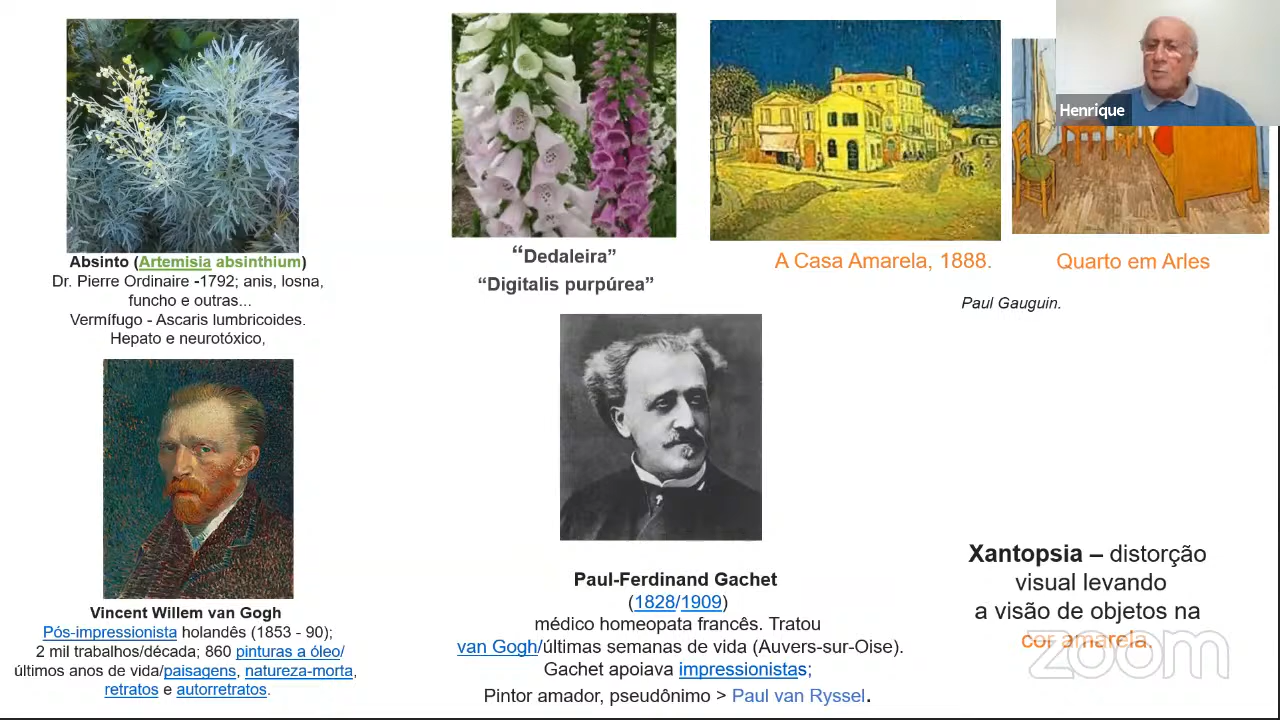 Absinto (Artemisia absinthium)
Dr. Pierre Ordinaire -1792; anis, losna,
funcho e outras...
Vermífugo - Ascaris lumbricoides.
Hepato e neurotóxico,
Vincent Willem van Gogh
Pós-impressionista holandês (1853 - 90);
2 mil trabalhos/década; 860 pinturas a óleo/
últimos anos de vida/paisagens, natureza-morta,
retratos e autorretratos.
“Dedaleira”
“Digitalis purpúrea”
Paul-Ferdinand Gachet
(1828/1909)
médico homeopata francês. Tratou
van Gogh/últimas semanas de vida (Auvers-sur-Oise).
Gachet apoiava impressionistas;
Pintor amador, pseudônimo > Paul van Ryssel.
A Casa Amarela, 1888.
Quarto em Arles
Paul Gauguin.
Henrique
Xantopsia – distorção
visual levando
a visão de objetos na
cor amarela.
zoom